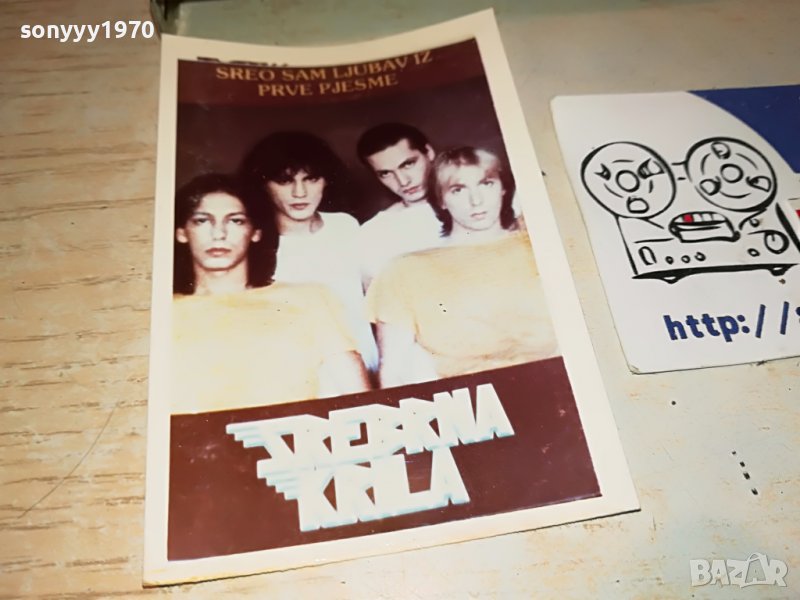 sonyyy1970
SREO SAM LJUBAV IZ
PRVE PJESME
SREBRNA
KRILA
http://
BAZAR